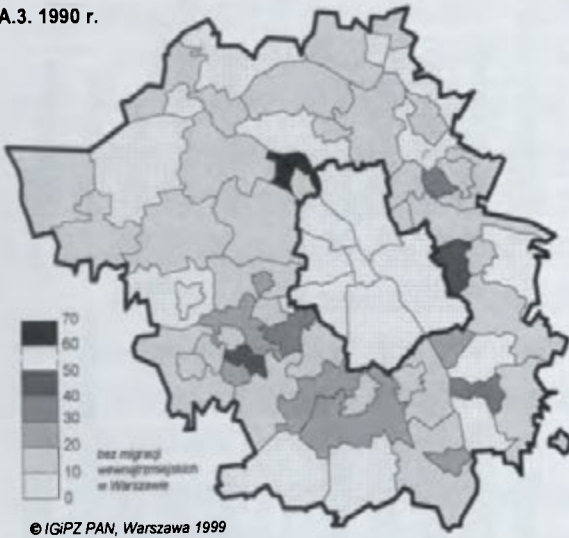 A.3. 1990 r.
70
60
50
40
30
20
10
0
bez migracji
wewnątrzmiejskich
w Warszawie
© IGiPZ PAN, Warszawa 1999